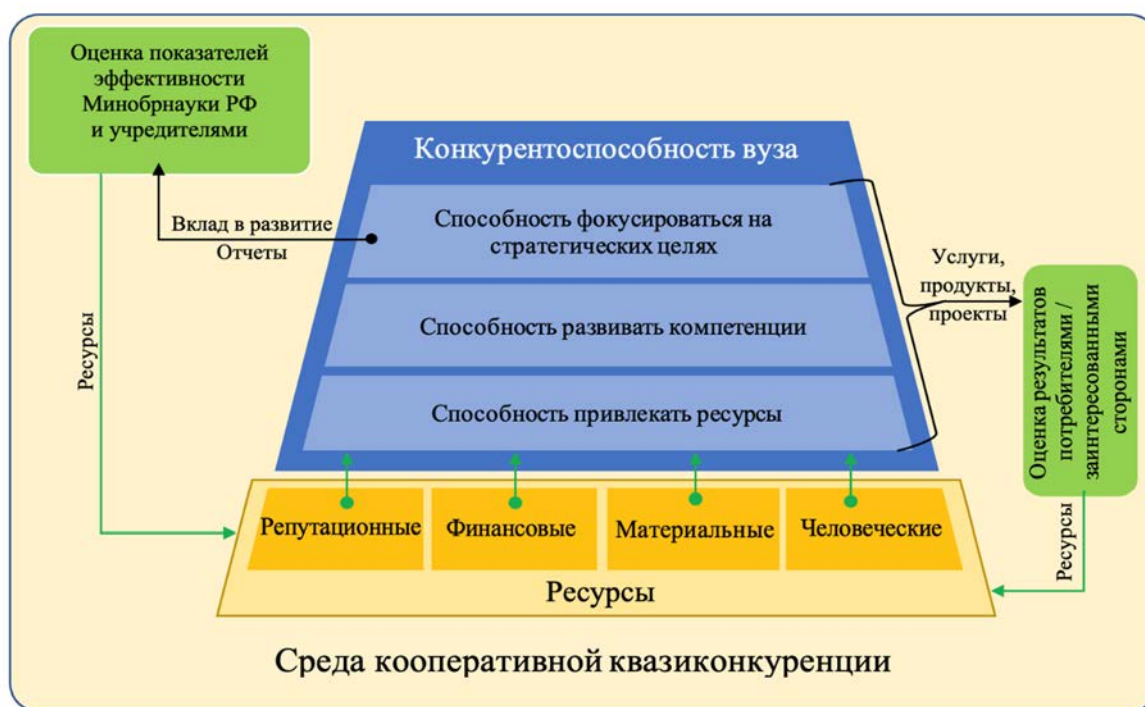 Оценка показателей
эффективности
Минобрнауки РФ
и учредителями
Конкурентоспособность вуза
Вклад в развитие
Отчеты
Способность фокусироваться на
стратегических целях
Услуги,
продукты,
проекты
Способность развивать компетенции
Способность привлекать ресурсы
Оценка результатов
потребителями /
заинтересованными
сторонами
Ресурсы
Репутационные
Финансовые
Материальные
Человеческие
Ресурсы
Ресурсы
Среда кооперативной квазиконкуренции